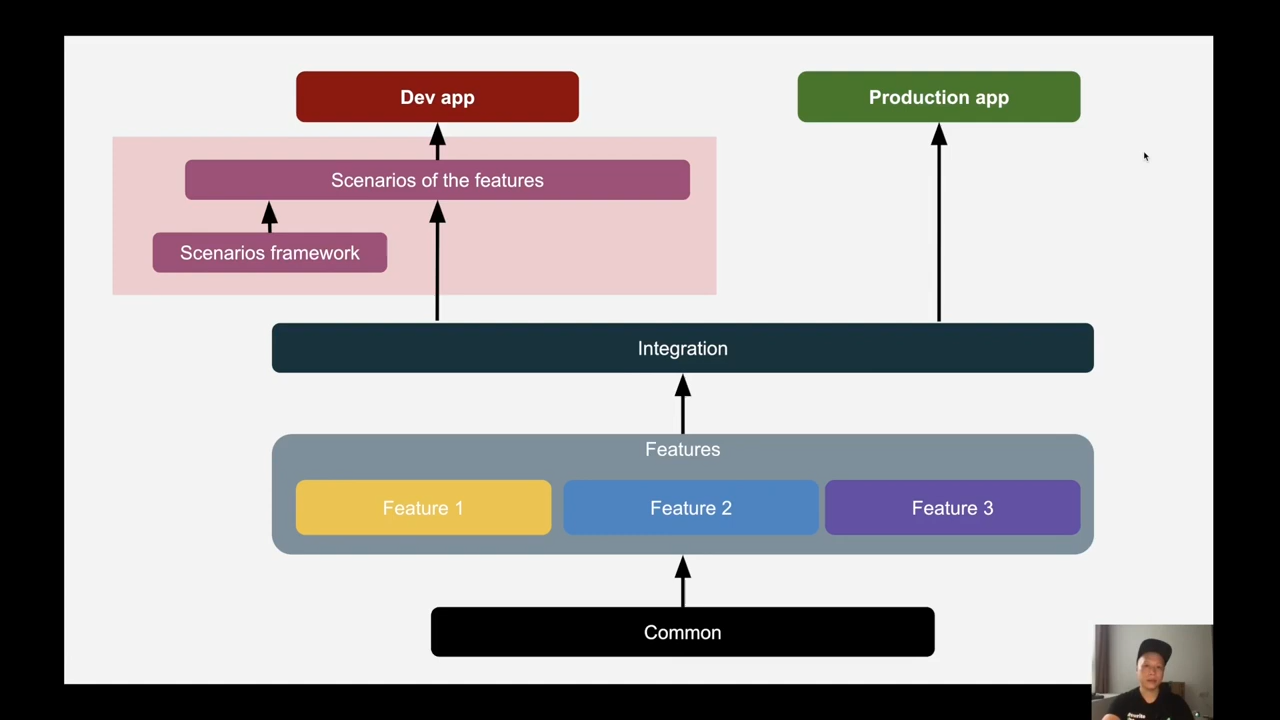 Dev app
Production app
Scenarios of the features
Scenarios framework
Integration
Features
Feature 1
Feature 2
Feature 3
Common